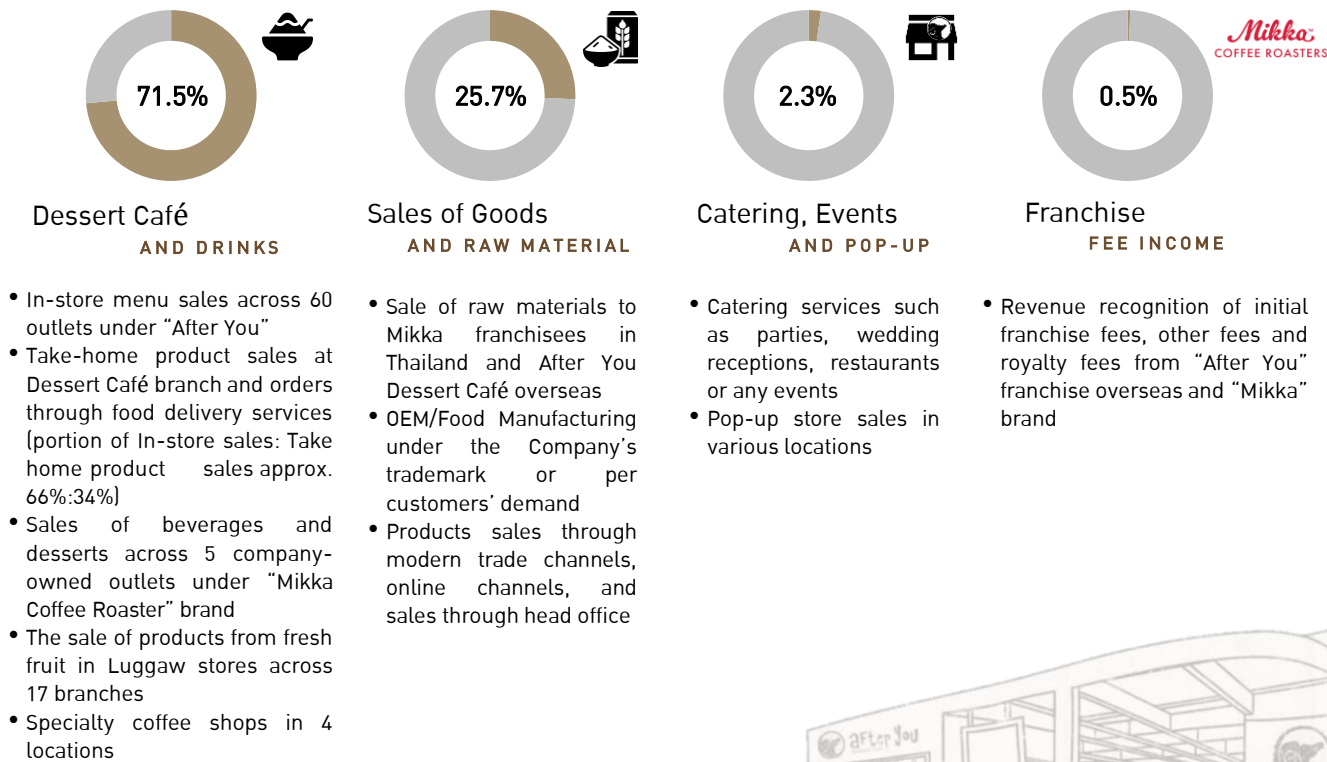 71.5%
Dessert Café
AND DRINKS
• In-store menu sales across 60
outlets under “After You”
• Take-home product sales at
Dessert Café branch and orders
through food delivery services
(portion of In-store sales: Take
home product sales approx.
66%:34%)
• Sales of beverages and
desserts across 5 company-
owned outlets under “Mikka
Coffee Roaster” brand
• The sale of products from fresh
fruit in Luggaw stores across
17 branches
• Specialty coffee shops in 4
locations
25.7%
Sales of Goods
AND RAW MATERIAL
• Sale of raw materials to
Mikka franchisees in
Thailand and After You
Dessert Café overseas
• OEM/Food Manufacturing
under the Company’s
trademark or per
customers’ demand
• Products sales through
modern trade channels,
online channels, and
sales through head office
2.3%
Catering, Events
AND POP-UP
• Catering services such
as parties, wedding
receptions, restaurants
or any events
• Pop-up store sales in
various locations
Mikka
COFFEE ROASTERS
0.5%
Franchise
FEE INCOME
• Revenue recognition of initial
franchise fees, other fees and
royalty fees from “After You”
franchise overseas and “Mikka”
brand
after you